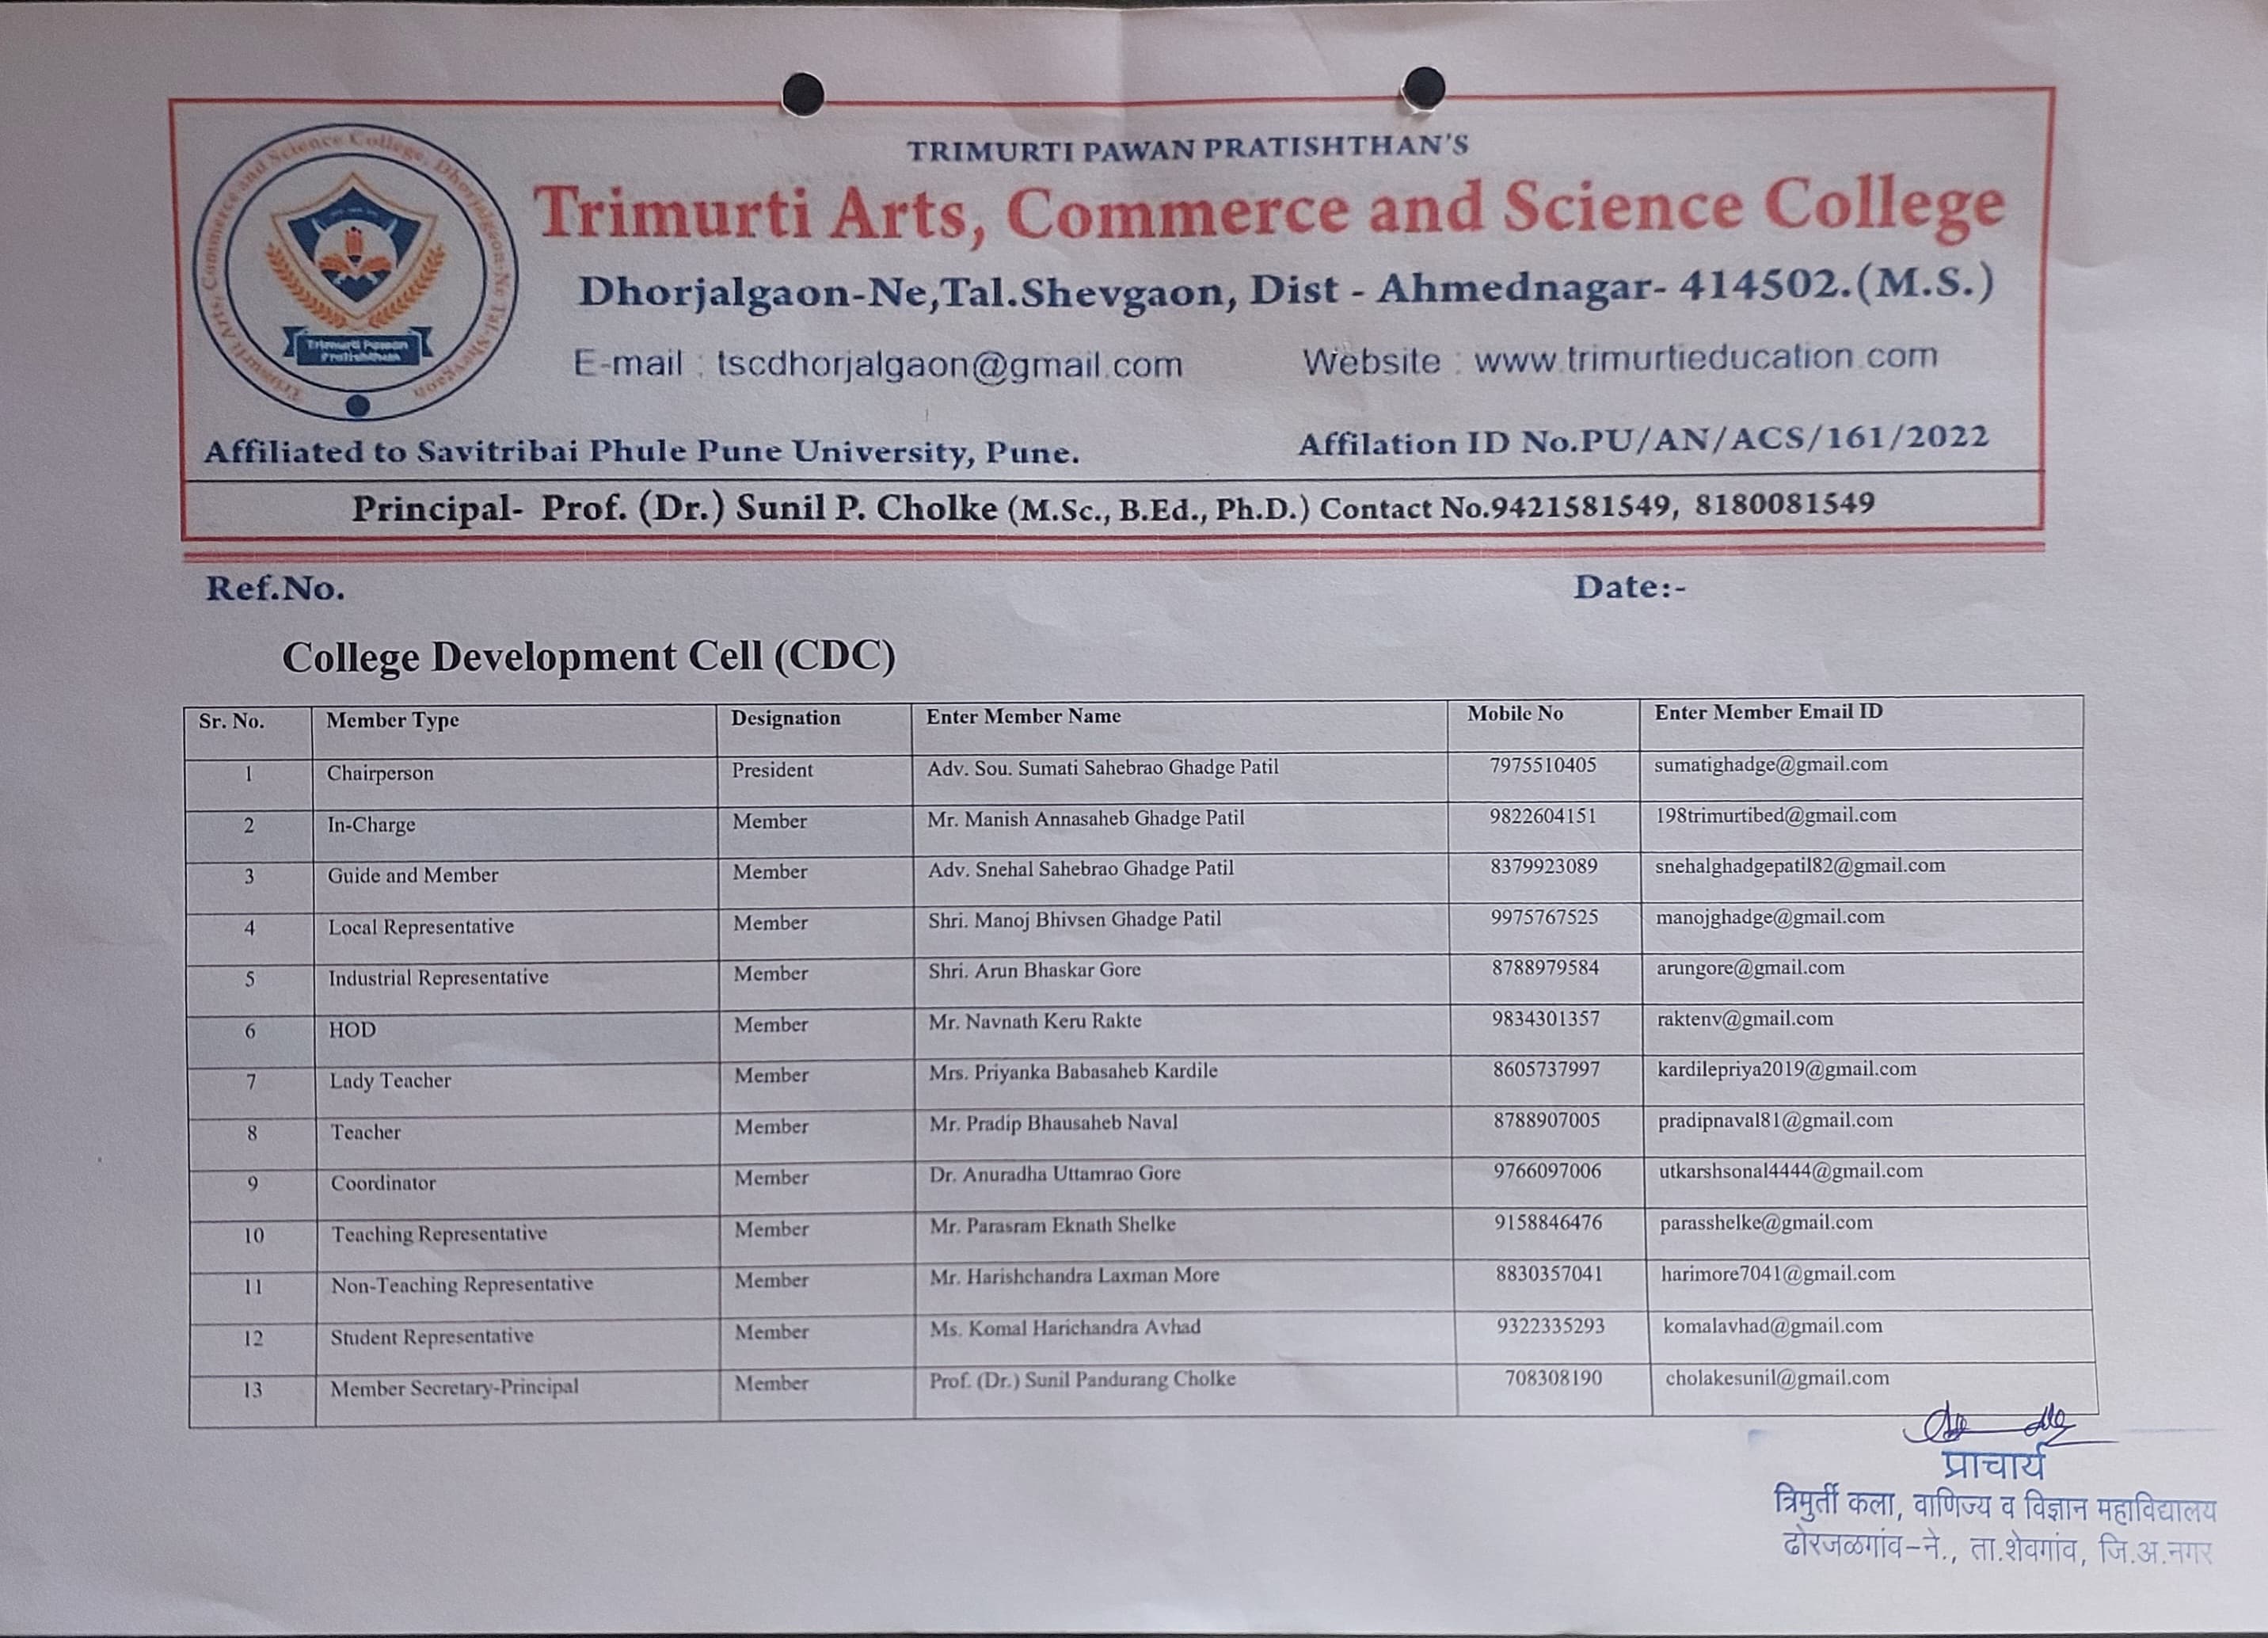 TRIMURTI PAWAN PRATISHTHAN'S
Trimurti Arts, Commerce and Science College
Dhorjalgaon-Ne,Tal.Shevgaon, Dist - Ahmednagar- 414502.(M.S.)
E-mail : tscdhorjalgaon@gmail.com Website : www.trimurtieducation.com
Trimurti Arts, Commerce and Science College, Dhorjalgaon-Ne Tal-Shevgaon
Trimurti Pawan
Pratishthan
Affiliated to Savitribai Phule Pune University, Pune. Affilation ID No.PU/AN/ACS/161/2022
Principal- Prof. (Dr.) Sunil P. Cholke (M.Sc., B.Ed., Ph.D.) Contact No.9421581549, 8180081549
Ref.No. Date:-
College Development Cell (CDC)
Sr. No. Member Type Designation Enter Member Name Mobile No Enter Member Email ID
1 Chairperson President Adv. Sou. Sumati Sahebrao Ghadge Patil 7975510405 sumatighadge@gmail.com
2 In-Charge Member Mr. Manish Annasaheb Ghadge Patil 9822604151 198trimurtibed@gmail.com
3 Guide and Member Member Adv. Snehal Sahebrao Ghadge Patil 8379923089 snehalghadgepatil82@gmail.com
4 Local Representative Member Shri. Manoj Bhivsen Ghadge Patil 9975767525 manojghadge@gmail.com
5 Industrial Representative Member Shri. Arun Bhaskar Gore 8788979584 arungore@gmail.com
6 HOD Member Mr. Navnath Keru Rakte 9834301357 raktenv@gmail.com
7 Lady Teacher Member Mrs. Priyanka Babasaheb Kardile 8605737997 kardilepriya2019@gmail.com
8 Teacher Member Mr. Pradip Bhausaheb Naval 8788907005 pradipnaval81@gmail.com
9 Coordinator Member Dr. Anuradha Uttamrao Gore 9766097006 utkarshsonal4444@gmail.com
10 Teaching Representative Member Mr. Parasram Eknath Shelke 9158846476 parasshelke@gmail.com
11 Non-Teaching Representative Member Mr. Harishchandra Laxman More 8830357041 harimore7041@gmail.com
12 Student Representative Member Ms. Komal Harichandra Avhad 9322335293 komalavhad@gmail.com
13 Member Secretary-Principal Member Prof. (Dr.) Sunil Pandurang Cholke 708308190 cholakesunil@gmail.com
प्राचार्य
त्रिमुर्ती कला, वाणिज्य व विज्ञान महाविद्यालय
ढोरजळगांव-ने., ता.शेवगांव, जि.अ.नगर